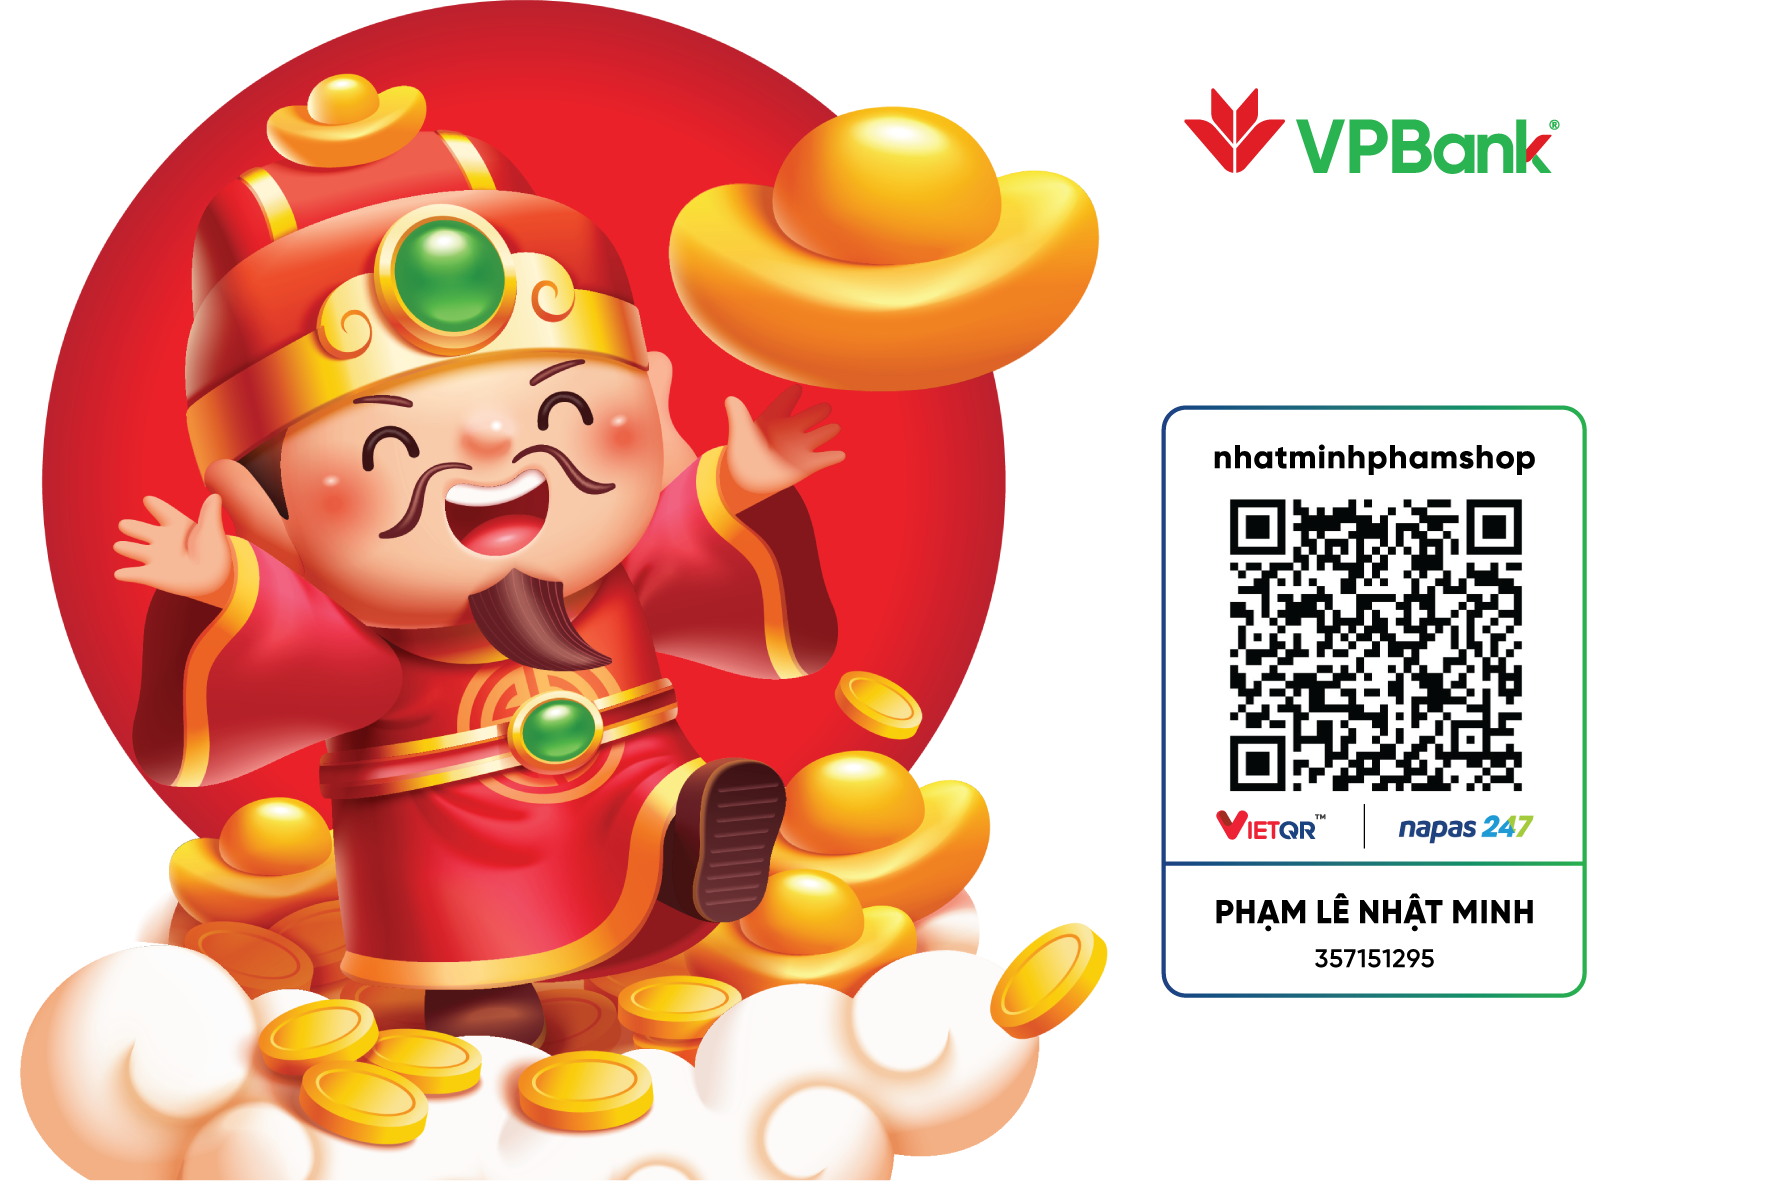 VPBank®
nhatminhphamshop
VIETQR™ napas 247
PHẠM LÊ NHẬT MINH
357151295